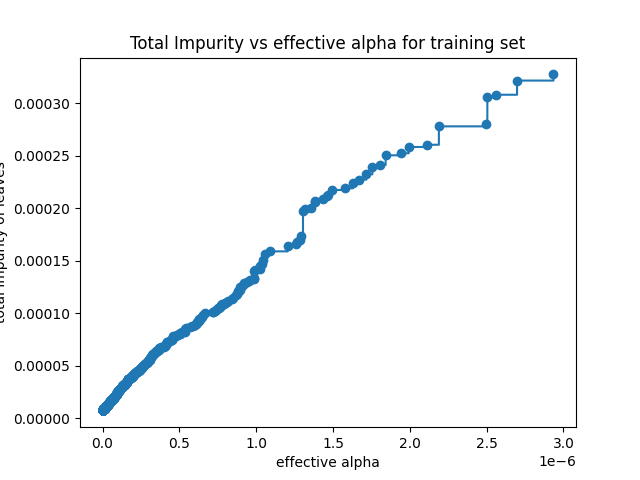 Total Impurity vs effective alpha for training set
0.00030
0.00025
0.00020
0.00015
0.00010
0.00005
0.00000
total impurity of leaves
0.0 0.5 1.0 1.5 2.0 2.5 3.0
1e−6
effective alpha